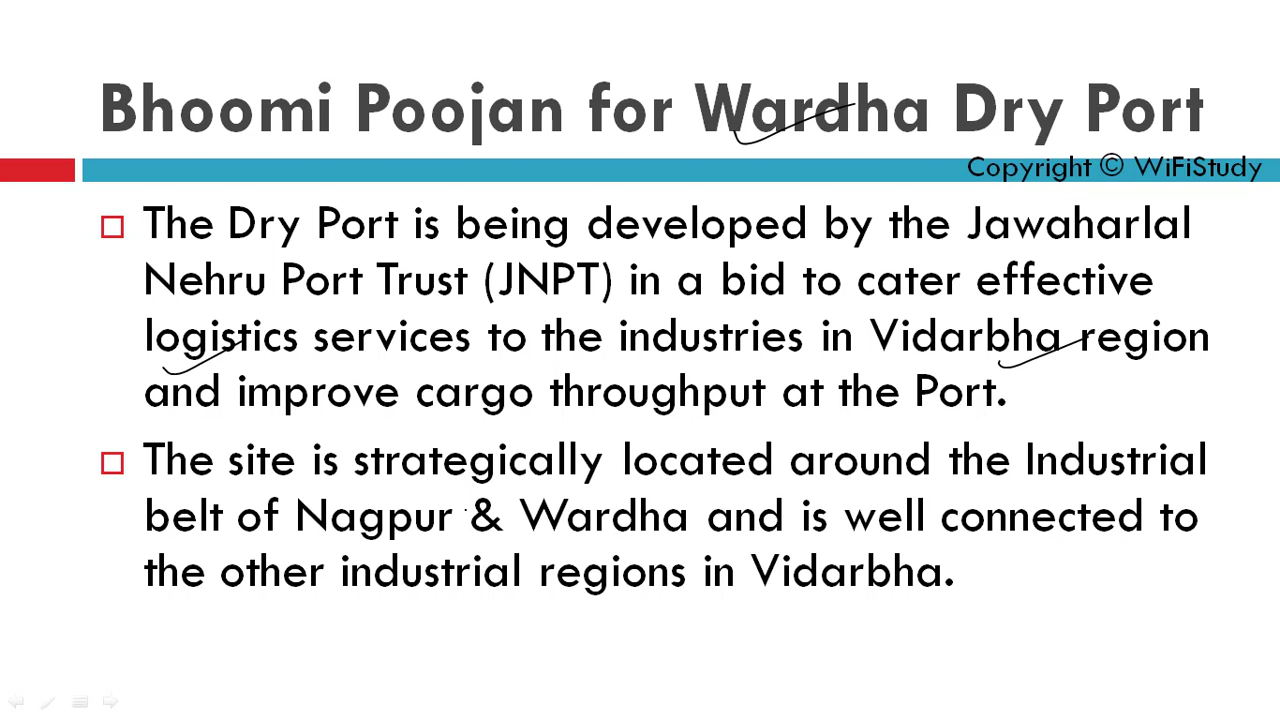 Bhoomi Poojan for Wardha Dry Port
Copyright © WiFiStudy
The Dry Port is being developed by the Jawaharlal
Nehru Port Trust (JNPT) in a bid to cater effective
logistics services to the industries in Vidarbha region
and improve cargo throughput at the Port.
The site is strategically located around the Industrial
belt of Nagpur & Wardha and is well connected to
the other industrial regions in Vidarbha.